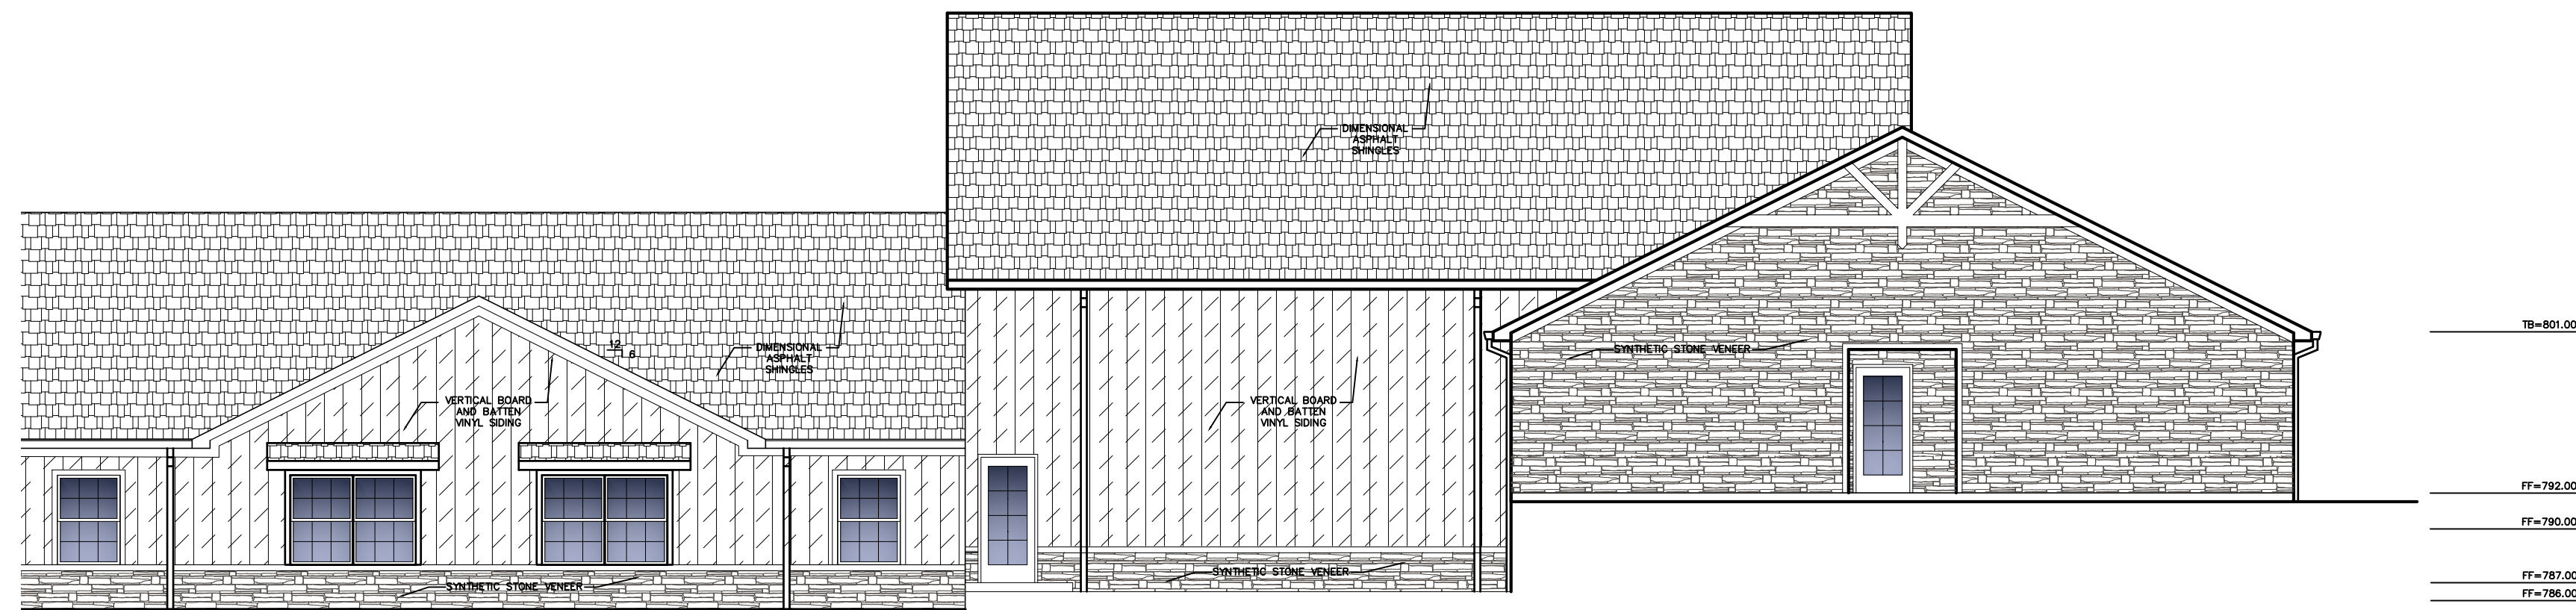 DIMENSIONAL
ASPHALT
SHINGLES
12
6
DIMENSIONAL
ASPHALT
SHINGLES
VERTICAL BOARD
AND BATTEN
VINYL SIDING
VERTICAL BOARD
AND BATTEN
VINYL SIDING
SYNTHETIC STONE VENEER
SYNTHETIC STONE VENEER
SYNTHETIC STONE VENEER
TB=801.00
FF=792.00
FF=790.00
FF=787.00
FF=786.00